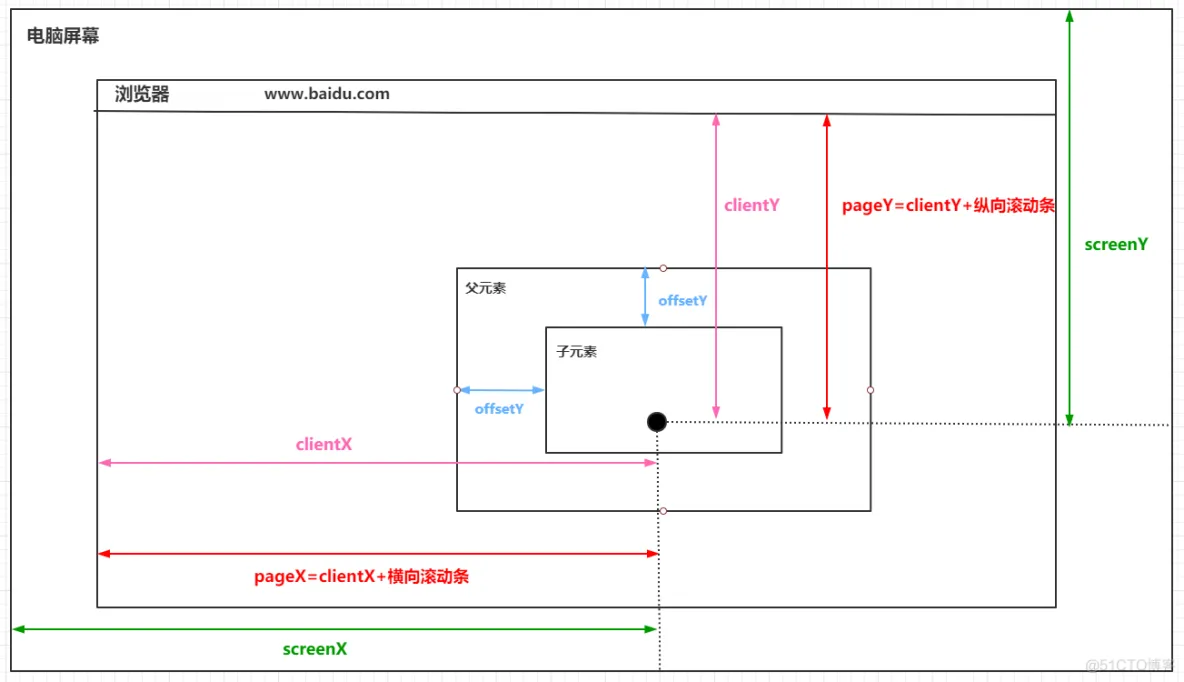 电脑屏幕
浏览器
www.baidu.com
clientY
pageY=clientY+纵向滚动条
screenY
父元素
offsetY
子元素
offsetY
clientX
pageX=clientX+横向滚动条
screenX
@51CTO博客